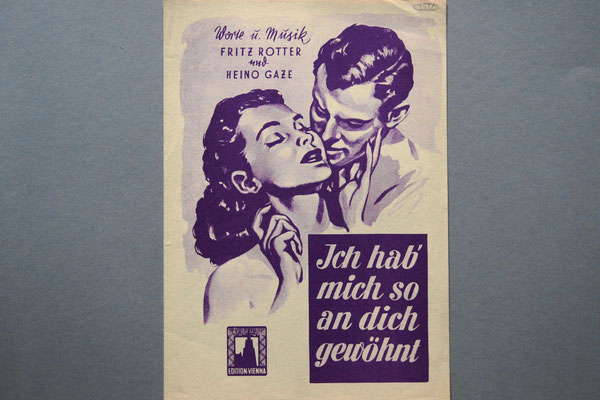 Worte u. Musik
FRITZ ROTTER
und
HEINO GAZE
Ich hab'
mich so
an dich
gewöhnt
EDITION-VIENNA